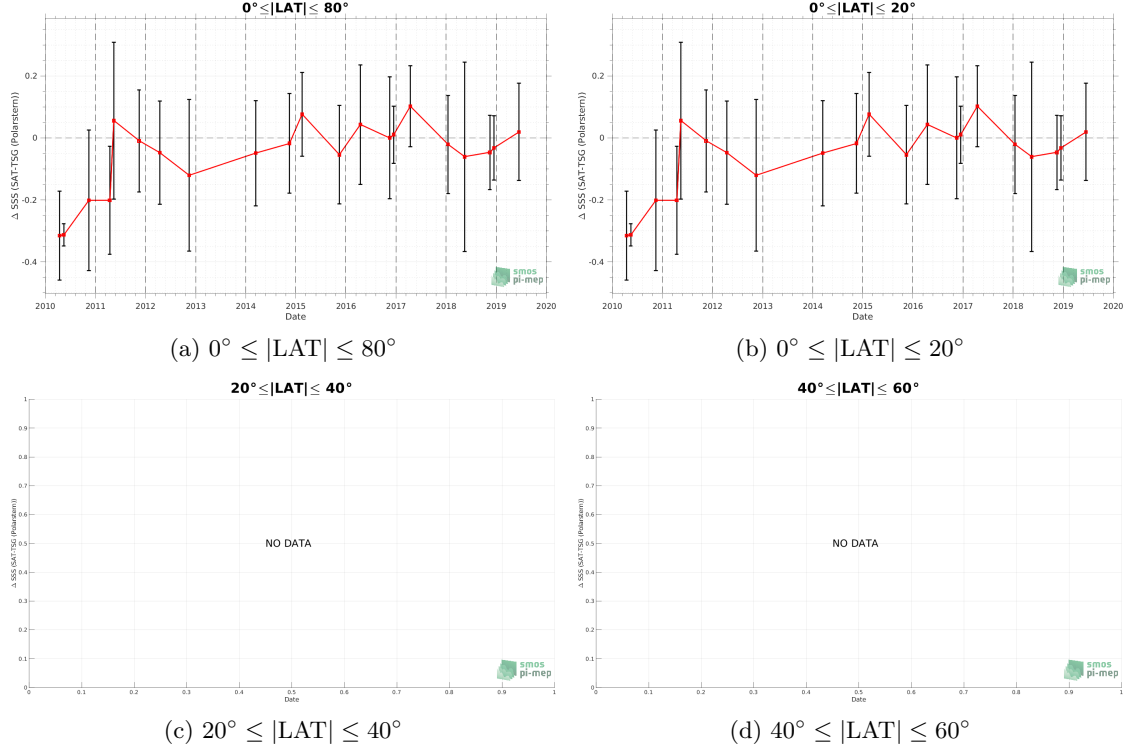 0°≤|LAT|≤ 80°
Δ SSS (SAT-TSG (Polarstern))
0.2
0
-0.2
-0.4
2010 2011 2012 2013 2014 2015 2016 2017 2018 2019 2020
Date
smos
pi-mep
(a) 0° ≤ |LAT| ≤ 80°
0°≤|LAT|≤ 20°
Δ SSS (SAT-TSG (Polarstern))
0.2
0
-0.2
-0.4
2010 2011 2012 2013 2014 2015 2016 2017 2018 2019 2020
Date
smos
pi-mep
(b) 0° ≤ |LAT| ≤ 20°
20°≤|LAT|≤ 40°
Δ SSS (SAT-TSG (Polarstern))
1
0.9
0.8
0.7
0.6
0.5
0.4
0.3
0.2
0.1
0
NO DATA
0 0.1 0.2 0.3 0.4 0.5 0.6 0.7 0.8 0.9 1
Date
smos
pi-mep
(c) 20° ≤ |LAT| ≤ 40°
40°≤|LAT|≤ 60°
Δ SSS (SAT-TSG (Polarstern))
1
0.9
0.8
0.7
0.6
0.5
0.4
0.3
0.2
0.1
0
NO DATA
0 0.1 0.2 0.3 0.4 0.5 0.6 0.7 0.8 0.9 1
Date
smos
pi-mep
(d) 40° ≤ |LAT| ≤ 60°